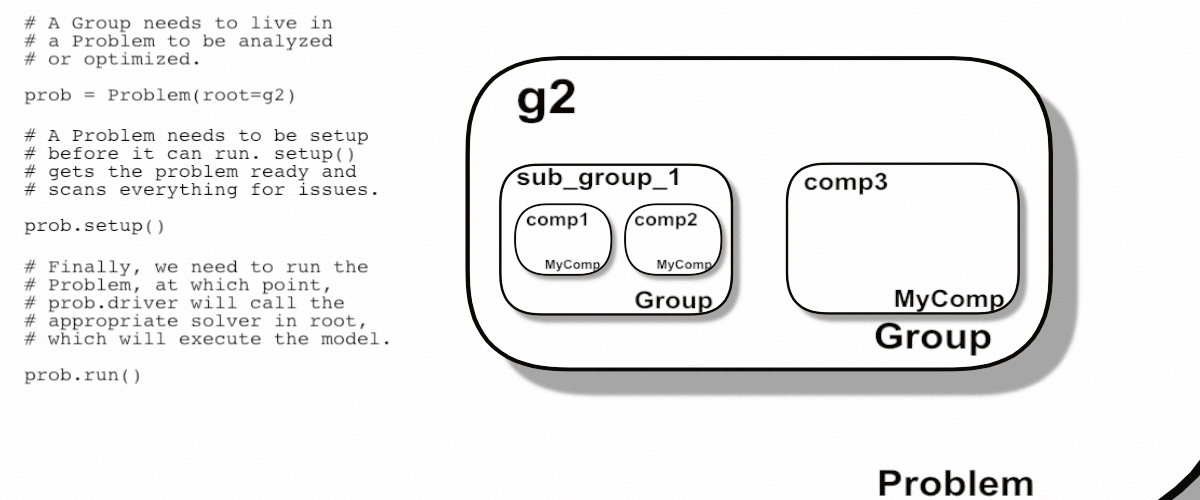 # A Group needs to live in
# a Problem to be analyzed
# or optimized.
prob = Problem(root=g2)
# A Problem needs to be setup
# before it can run. setup()
# gets the problem ready and
# scans everything for issues.
prob.setup()
# Finally, we need to run the
# Problem, at which point,
# prob.driver will call the
# appropriate solver in root,
# which will execute the model.
prob.run()
g2
sub_group_1
comp1
MyComp
comp2
MyComp
Group
comp3
MyComp
Group
Problem